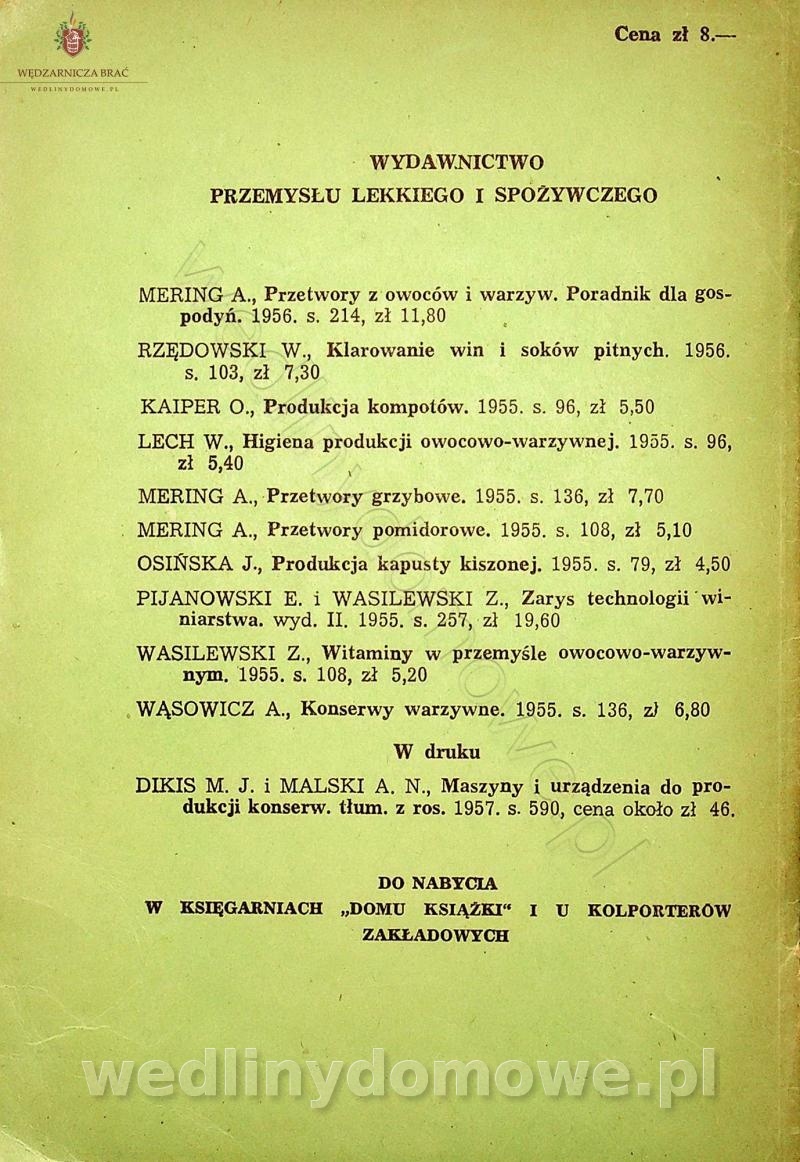 Cena zł 8.—
WĘDZARNICZA BRAĆ
WEDLINYDOMOWE.PL
WYDAWNICTWO
PRZEMYSŁU LEKKIEGO I SPOŻYWCZEGO
MERING A., Przetwory z owoców i warzyw. Poradnik dla gos-
podyń. 1956. s. 214, zł 11,80
RZĘDOWSKI W., Klarowanie win i soków pitnych. 1956.
s. 103, zł 7,30
KAIPER O., Produkcja kompotów. 1955. s. 96, zł 5,50
LECH W., Higiena produkcji owocowo-warzywnej. 1955. s. 96,
zł 5,40
MERING A., Przetwory grzybowe. 1955. s. 136, zł 7,70
MERING A., Przetwory pomidorowe. 1955. s. 108, zł 5,10
OSIŃSKA J., Produkcja kapusty kiszonej. 1955. s. 79, zł 4,50
PIJANOWSKI E. i WASILEWSKI Z., Zarys technologii wi-
niarstwa. wyd. II. 1955. s. 257, zł 19,60
WASILEWSKI Z., Witaminy w przemyśle owocowo-warzyw-
nym. 1955. s. 108, zł 5,20
WĄSOWICZ A., Konserwy warzywne. 1955. s. 136, zł 6,80
W druku
DIKIS M. J. i MALSKI A. N., Maszyny i urządzenia do pro-
dukcji konserw. tłum. z ros. 1957. s. 590, cena około zł 46.
DO NABYCIA
W KSIĘGARNIACH „DOMU KSIĄŻKI" I U KOLPORTERÓW
ZAKŁADOWYCH
wedlinydomowe.pl